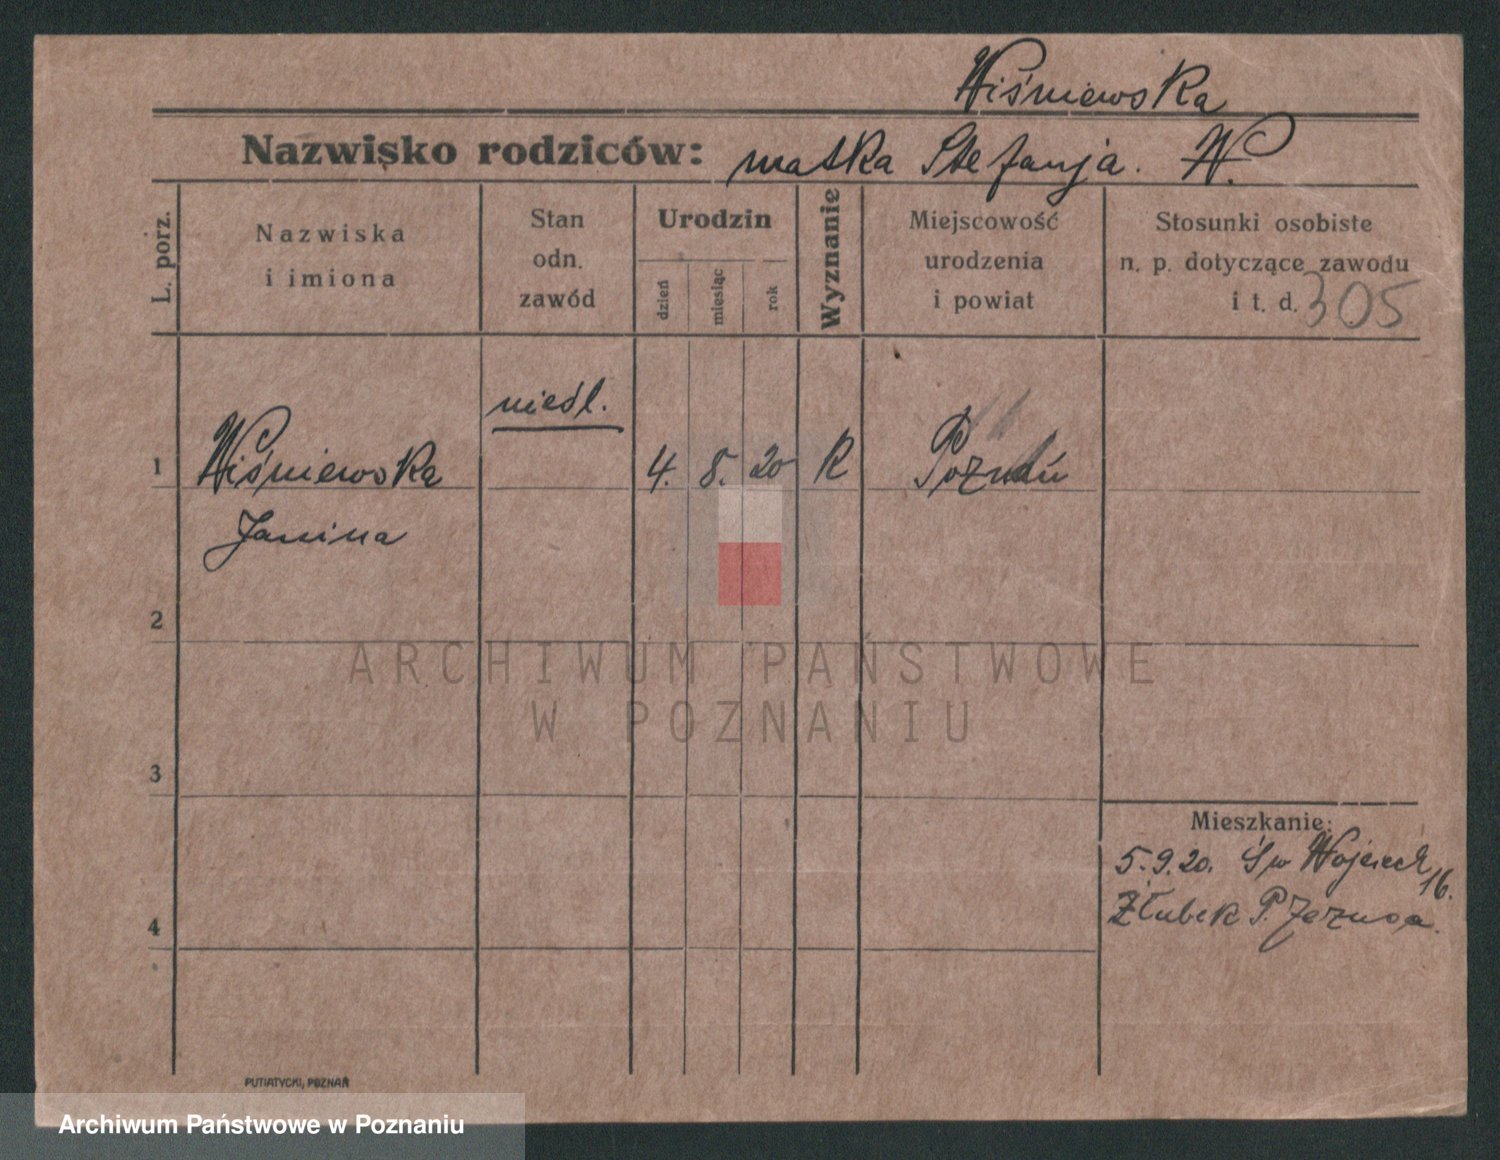 Wiśniewska
Nazwisko rodziców: matka Stefanja. W.
L. porz.
Nazwiska
i imiona
Stan
odn.
zawód
Urodzin
dzień
miesiąc
rok
Wyznanie
Miejscowość
urodzenia
i powiat
Stosunki osobiste
n. p. dotyczące zawodu
i t. d. 305
niedl.
1 Wiśniewska 4. 8. 20 K Poznań
Janina
2
ARCHIWUM PAŃSTWOWE
W POZNANIU
3
Mieszkanie:
5.9.20. Św Wojciech 16.
Żłubek P. Jezusa.
4
PUTIATYCKI, POZNAŃ
Archiwum Państwowe w Poznaniu